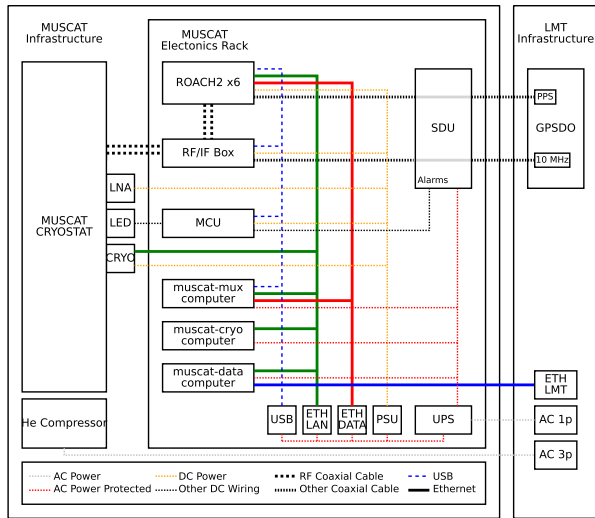 MUSCAT
Infrastructure
MUSCAT
Electonics Rack
LMT
Infrastructure
ROACH2 x6
SDU
PPS
GPSDO
10 MHz
RF/IF Box
Alarms
LNA
MUSCAT
CRYOSTAT
LED
MCU
CRYO
muscat-mux
computer
muscat-cryo
computer
muscat-data
computer
ETH
LMT
He Compressor
USB
ETH
LAN
ETH
DATA
PSU
UPS
AC 1p
AC 3p
AC Power
DC Power
RF Coaxial Cable
USB
AC Power Protected
Other DC Wiring
Other Coaxial Cable
Ethernet